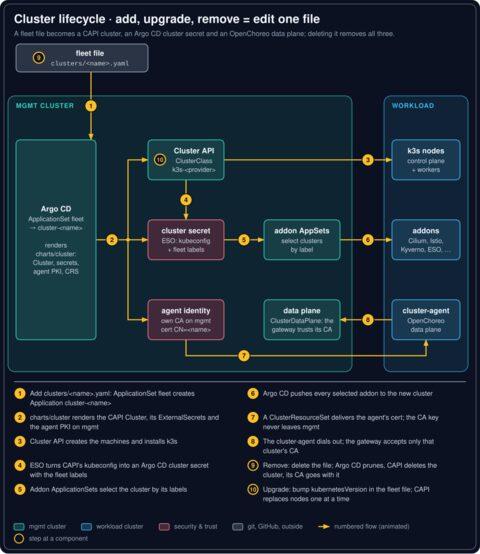 Cluster lifecycle · add, upgrade, remove = edit one file
A fleet file becomes a CAPI cluster, an Argo CD cluster secret and an OpenChoreo data plane; deleting it removes all three.
9
fleet file
clusters/<name>.yaml
1
MGMT CLUSTER
WORKLOAD
Argo CD
ApplicationSet fleet
→ cluster-<name>
renders
charts/cluster:
Cluster, secrets,
agent PKI, CRS
2
10
Cluster API
ClusterClass
k3s-<provider>
3
k3s nodes
control plane
+ workers
4
cluster secret
ESO: kubeconfig
+ fleet labels
5
addon AppSets
select clusters
by label
6
addons
Cilium, Istio,
Kyverno, ESO, …
agent identity
own CA on mgmt
cert CN=<name>
data plane
ClusterDataPlane: the
gateway trusts its CA
8
cluster-agent
OpenChoreo
data plane
7
1 Add clusters/<name>.yaml: ApplicationSet fleet creates
Application cluster-<name>
2 charts/cluster renders the CAPI Cluster, its ExternalSecrets and
the agent PKI on mgmt
3 Cluster API creates the machines and installs k3s
4 ESO turns CAPI's kubeconfig into an Argo CD cluster secret
with the fleet labels
5 Addon ApplicationSets select the cluster by its labels
6 Argo CD pushes every selected addon to the new cluster
7 A ClusterResourceSet delivers the agent's cert; the CA key
never leaves mgmt
8 The cluster-agent dials out; the gateway accepts only that
cluster's CA
9 Remove: delete the file; Argo CD prunes, CAPI deletes the cluster,
its CA goes with it
10 Upgrade: bump kubernetesVersion in the fleet file; CAPI
replaces nodes one at a time
mgmt cluster
workload cluster
security & trust
git, GitHub, outside
numbered flow (animated)
step at a component